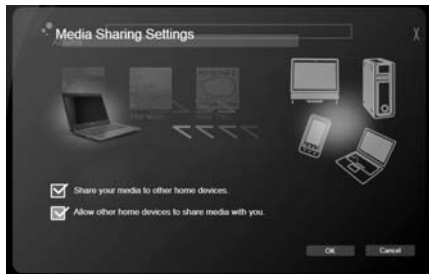 Media Sharing Settings
X
Share your media to other home devices.
Allow other home devices to share media with you.
OK
Cancel